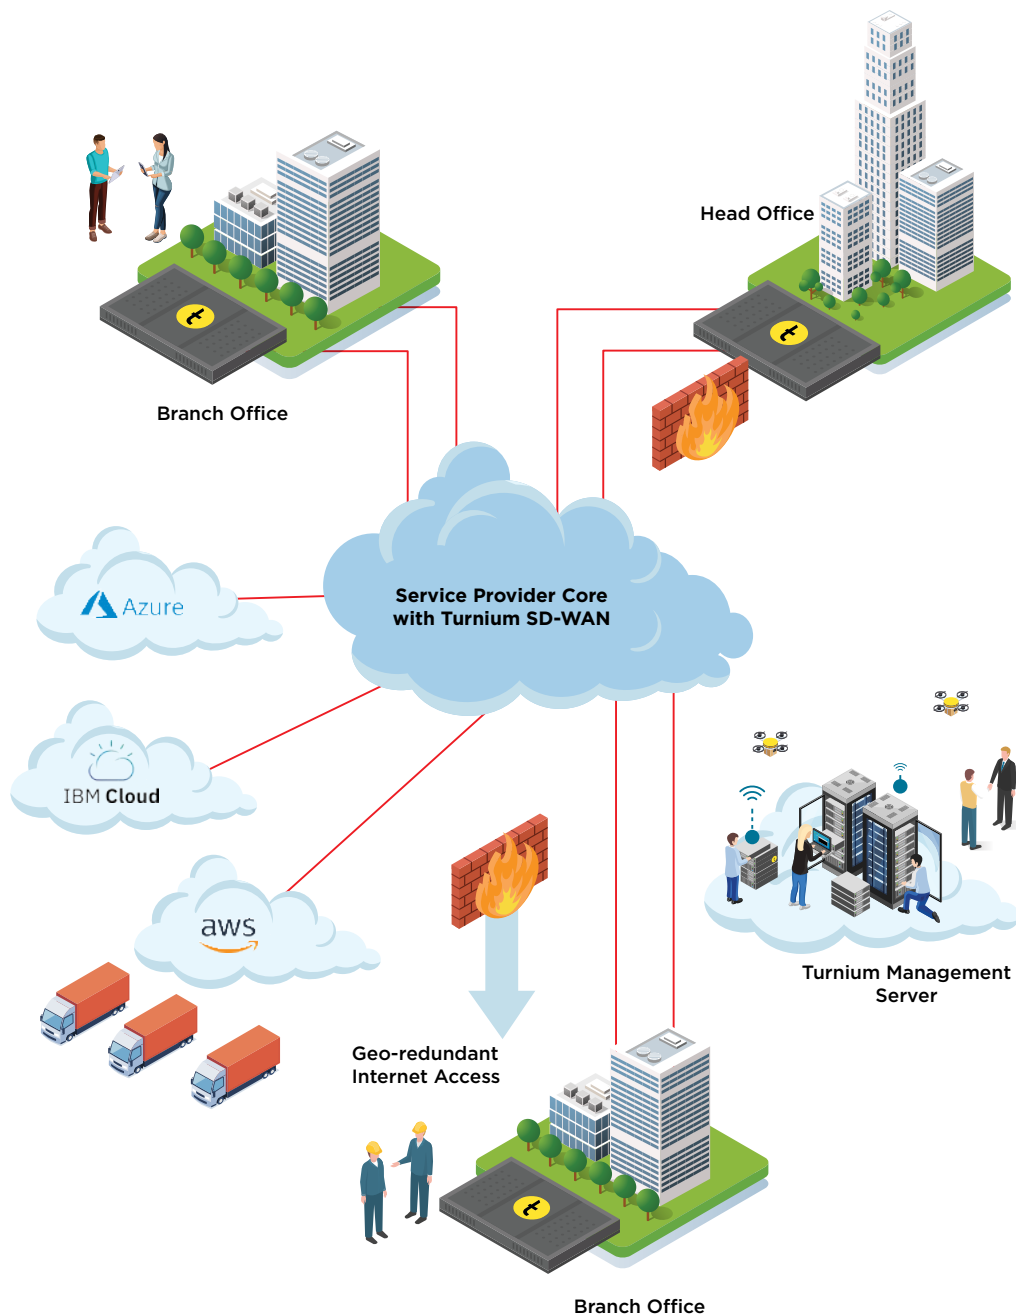 Head Office
Branch Office
Service Provider Core
with Turnium SD-WAN
Azure
IBM Cloud
aws
Turnium Management
Server
Geo-redundant
Internet Access
Branch Office
t
t
t